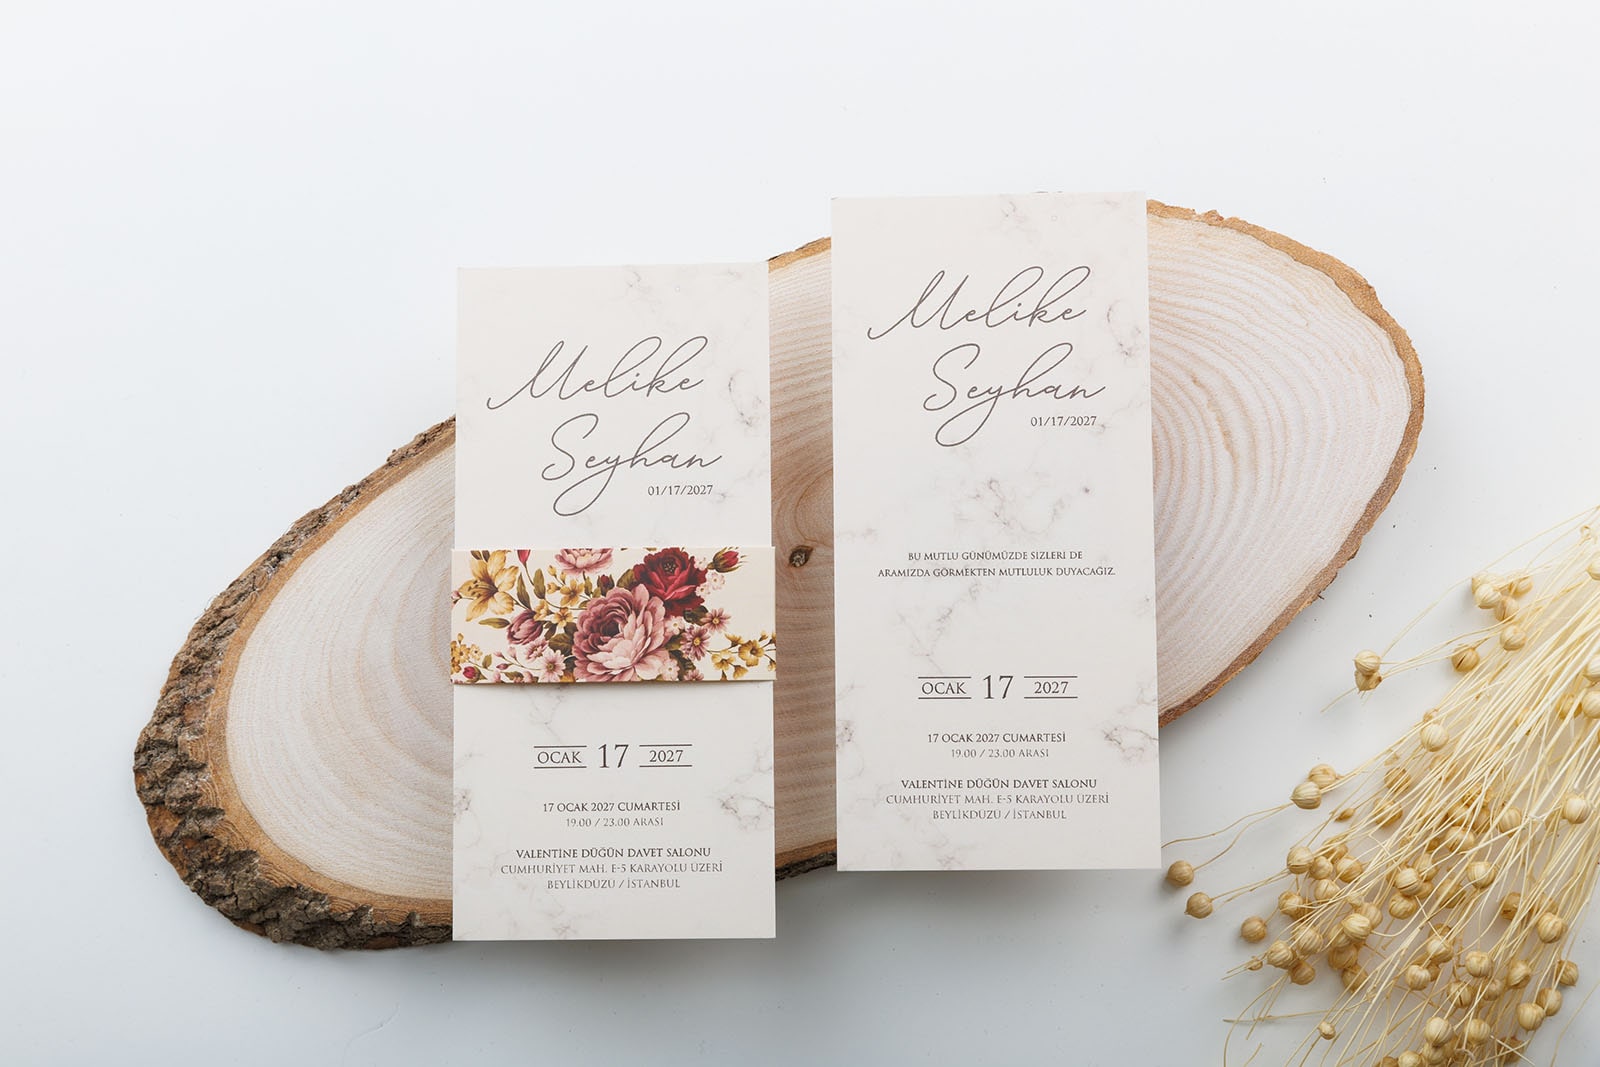 Melike
Seyhan
01/17/2027
OCAK 17 2027
17 OCAK 2027 CUMARTESİ
19.00 / 23.00 ARASI
VALENTİNE DÜĞÜN DAVET SALONU
CUMHURİYET MAH. E-5 KARAYOLU ÜZERİ
BEYLİKDÜZÜ / İSTANBUL
Melike
Seyhan
01/17/2027
BU MUTLU GÜNÜMÜZDE SIZLERI DE
ARAMIZDA GÖRMEKTEN MUTLULUK DUYACAĞIZ.
OCAK 17 2027
17 OCAK 2027 CUMARTESİ
19.00 / 23.00 ARASI
VALENTİNE DÜĞÜN DAVET SALONU
CUMHURİYET MAH. E-5 KARAYOLU ÜZERİ
BEYLİKDÜZÜ / İSTANBUL